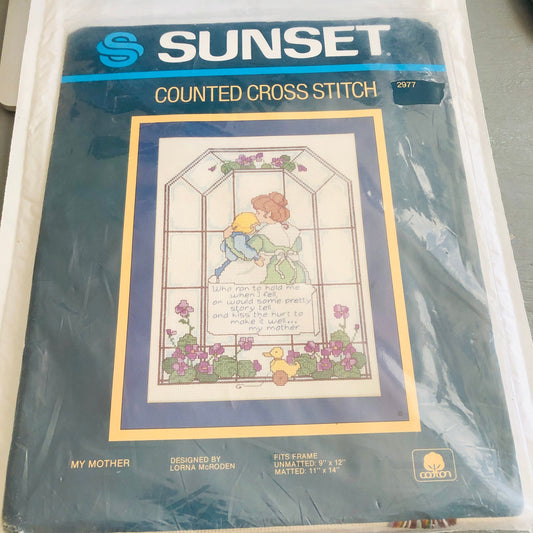 SUNSET
COUNTED CROSS STITCH
2977
Who ran to hold me
when I fell,
or would some pretty
story tell,
and kiss the hurt to
make it well...
my mother
MY MOTHER
DESIGNED BY
LORNA McRODEN
FITS FRAME
UNMATTED: 9" x 12"
MATTED: 11" x 14"
COTTON